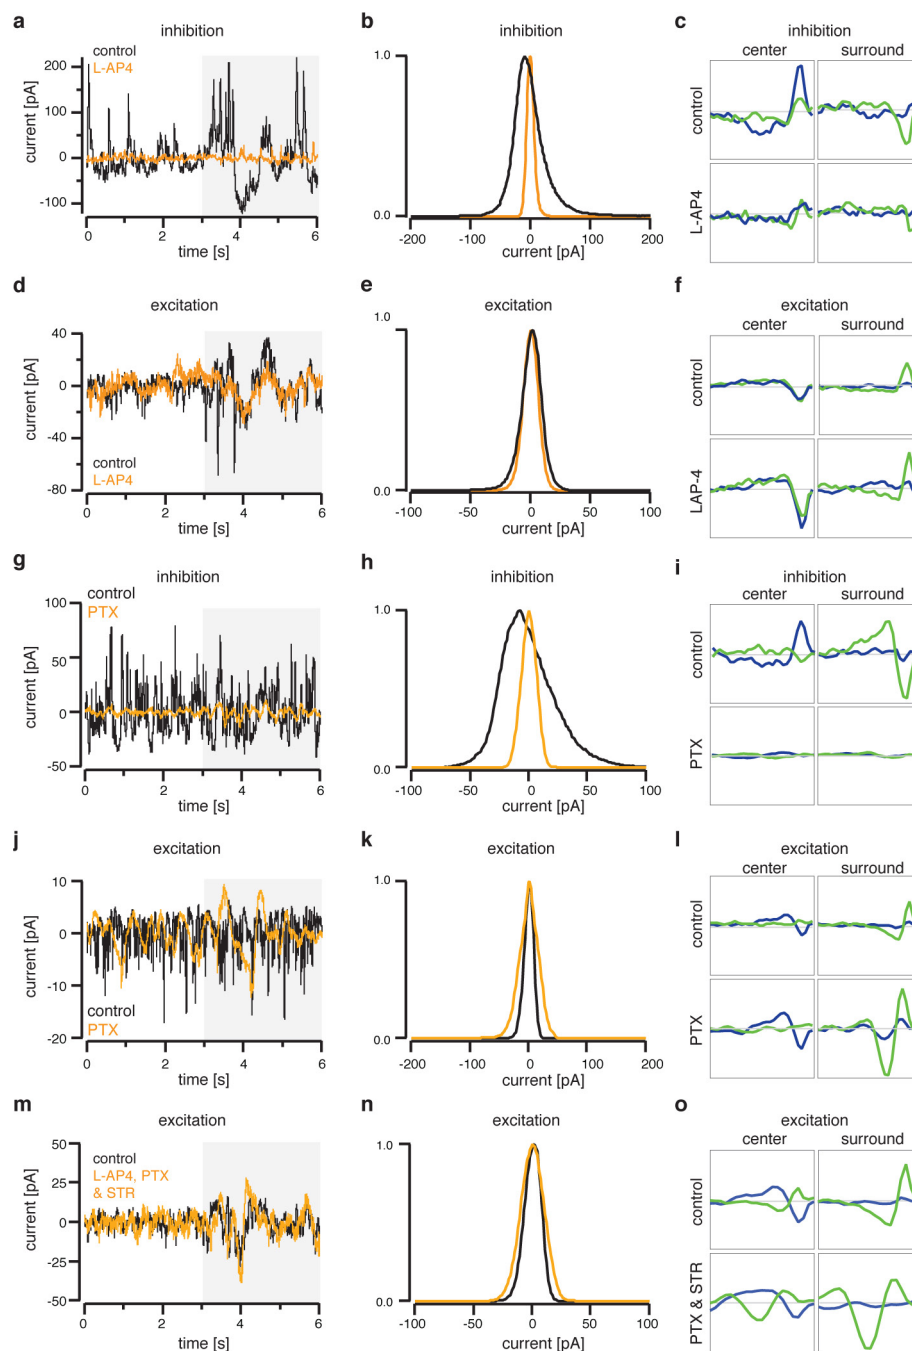 a
inhibition
control
L-AP4
200
100
0
-100
current [pA]
0
2
4
6
time [s]
b
inhibition
1.0
0.0
-200
-100
0
100
200
current [pA]
c
inhibition
center
surround
control
L-AP4
d
excitation
40
0
-40
-80
current [pA]
control
L-AP4
0
2
4
6
time [s]
e
excitation
1.0
0.0
-100
-50
0
50
100
current [pA]
f
excitation
center
surround
control
LAP-4
g
inhibition
control
PTX
100
50
0
-50
current [pA]
0
2
4
6
time [s]
h
inhibition
1.0
0.0
-100
-50
0
50
100
current [pA]
i
inhibition
center
surround
control
PTX
j
excitation
10
0
-10
-20
current [pA]
control
PTX
0
2
4
6
time [s]
k
excitation
1.0
0.0
-200
-100
0
100
200
current [pA]
l
excitation
center
surround
control
PTX
m
excitation
control
L-AP4, PTX
& STR
50
25
0
-25
-50
current [pA]
0
2
4
6
time [s]
n
excitation
1.0
0.0
-100
-50
0
50
100
current [pA]
o
excitation
center
surround
control
PTX & STR